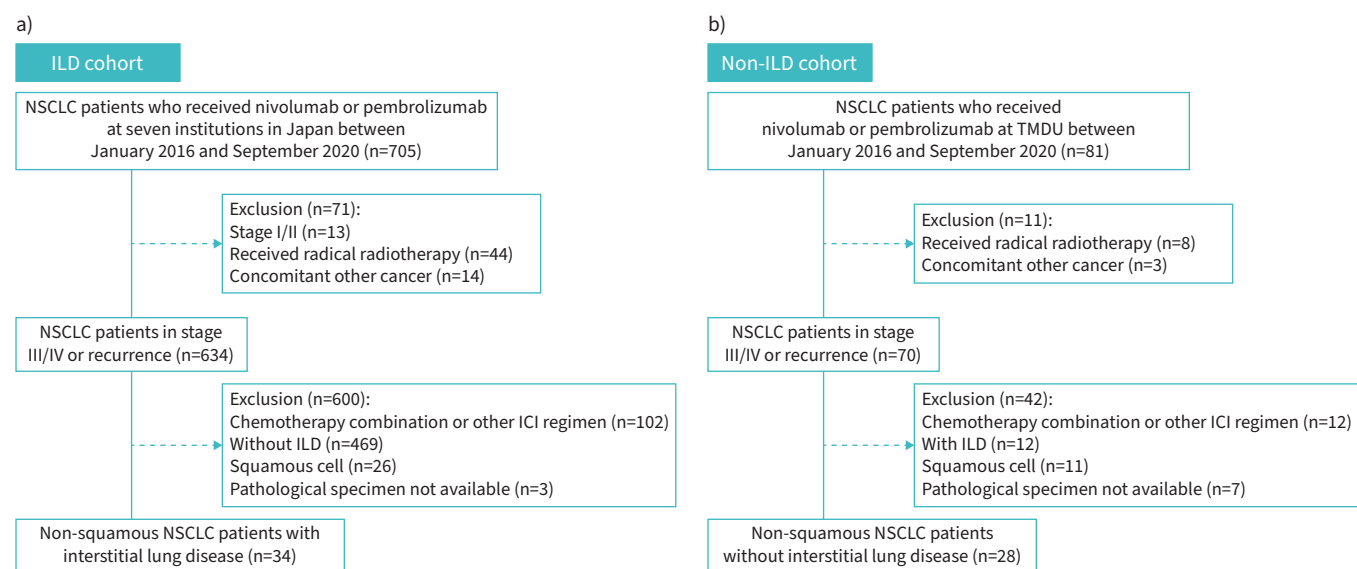 a)
ILD cohort
NSCLC patients who received nivolumab or pembrolizumab
at seven institutions in Japan between
January 2016 and September 2020 (n=705)
Exclusion (n=71):
Stage I/II (n=13)
Received radical radiotherapy (n=44)
Concomitant other cancer (n=14)
NSCLC patients in stage
III/IV or recurrence (n=634)
Exclusion (n=600):
Chemotherapy combination or other ICI regimen (n=102)
Without ILD (n=469)
Squamous cell (n=26)
Pathological specimen not available (n=3)
Non-squamous NSCLC patients with
interstitial lung disease (n=34)
b)
Non-ILD cohort
NSCLC patients who received
nivolumab or pembrolizumab at TMDU between
January 2016 and September 2020 (n=81)
Exclusion (n=11):
Received radical radiotherapy (n=8)
Concomitant other cancer (n=3)
NSCLC patients in stage
III/IV or recurrence (n=70)
Exclusion (n=42):
Chemotherapy combination or other ICI regimen (n=12)
With ILD (n=12)
Squamous cell (n=11)
Pathological specimen not available (n=7)
Non-squamous NSCLC patients
without interstitial lung disease (n=28)